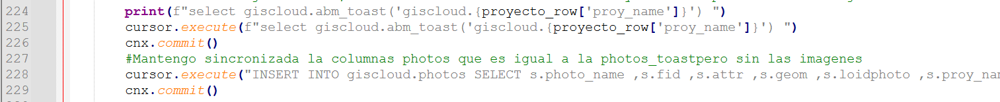 224 print(f"select giscloud.abm_toast('giscloud.{proyecto_row['proy_name']}') ")
225 cursor.execute(f"select giscloud.abm_toast('giscloud.{proyecto_row['proy_name']}') ")
226 cnx.commit()
227 #Mantengo sincronizada la columnas photos que es igual a la photos_toastpero sin las imagenes
228 cursor.execute("INSERT INTO giscloud.photos SELECT s.photo_name ,s.fid ,s.attr ,s.geom ,s.loidphoto ,s.proy_na
229 cnx.commit()